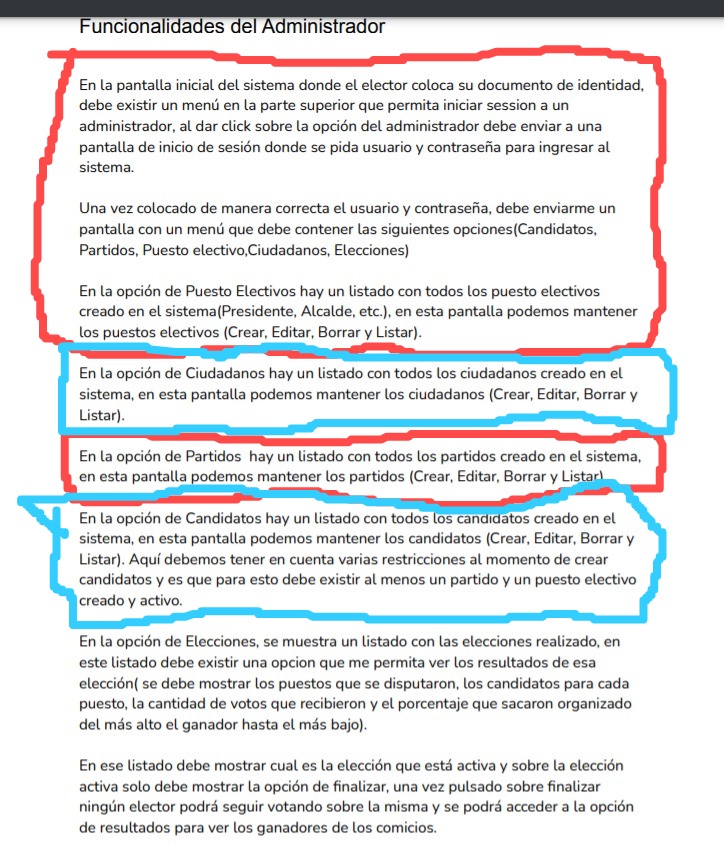 Funcionalidades del Administrador
En la pantalla inicial del sistema donde el elector coloca su documento de identidad,
debe existir un menú en la parte superior que permita iniciar session a un
administrador, al dar click sobre la opción del administrador debe enviar a una
pantalla de inicio de sesión donde se pida usuario y contraseña para ingresar al
sistema.
Una vez colocado de manera correcta el usuario y contraseña, debe enviarme un
pantalla con un menú que debe contener las siguientes opciones(Candidatos,
Partidos, Puesto electivo,Ciudadanos, Elecciones)
En la opción de Puesto Electivos hay un listado con todos los puesto electivos
creado en el sistema(Presidente, Alcalde, etc.), en esta pantalla podemos mantener
los puestos electivos (Crear, Editar, Borrar y Listar).
En la opción de Ciudadanos hay un listado con todos los ciudadanos creado en el
sistema, en esta pantalla podemos mantener los ciudadanos (Crear, Editar, Borrar y
Listar).
En la opción de Partidos hay un listado con todos los partidos creado en el sistema,
en esta pantalla podemos mantener los partidos (Crear, Editar, Borrar y Listar)
En la opción de Candidatos hay un listado con todos los candidatos creado en el
sistema, en esta pantalla podemos mantener los candidatos (Crear, Editar, Borrar y
Listar). Aquí debemos tener en cuenta varias restricciones al momento de crear
candidatos y es que para esto debe existir al menos un partido y un puesto electivo
creado y activo.
En la opción de Elecciones, se muestra un listado con las elecciones realizado, en
este listado debe existir una opcion que me permita ver los resultados de esa
elección( se debe mostrar los puestos que se disputaron, los candidatos para cada
puesto, la cantidad de votos que recibieron y el porcentaje que sacaron organizado
del más alto el ganador hasta el más bajo).
En ese listado debe mostrar cual es la elección que está activa y sobre la elección
activa solo debe mostrar la opción de finalizar, una vez pulsado sobre finalizar
ningún elector podrá seguir votando sobre la misma y se podrá acceder a la opción
de resultados para ver los ganadores de los comicios.